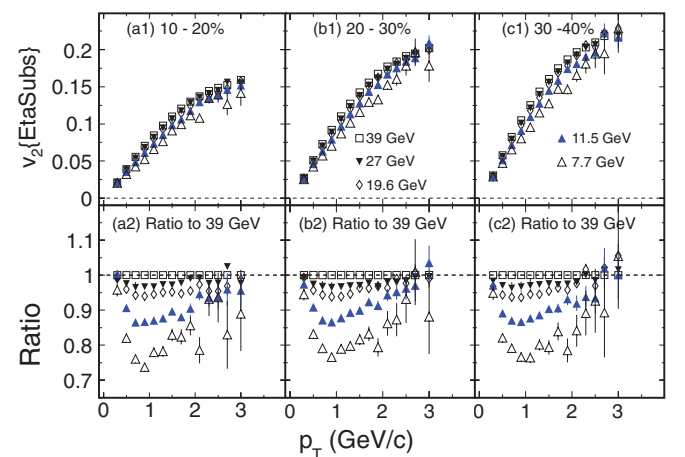 (a1) 10 - 20%
(b1) 20 - 30%
(c1) 30 -40%
v2{EtaSubs}
0.2
0.15
0.1
0.05
0
39 GeV
27 GeV
19.6 GeV
11.5 GeV
7.7 GeV
(a2) Ratio to 39 GeV
(b2) Ratio to 39 GeV
(c2) Ratio to 39 GeV
Ratio
1.1
1
0.9
0.8
0.7
0 1 2 3 0 1 2 3 0 1 2 3 4
pT (GeV/c)